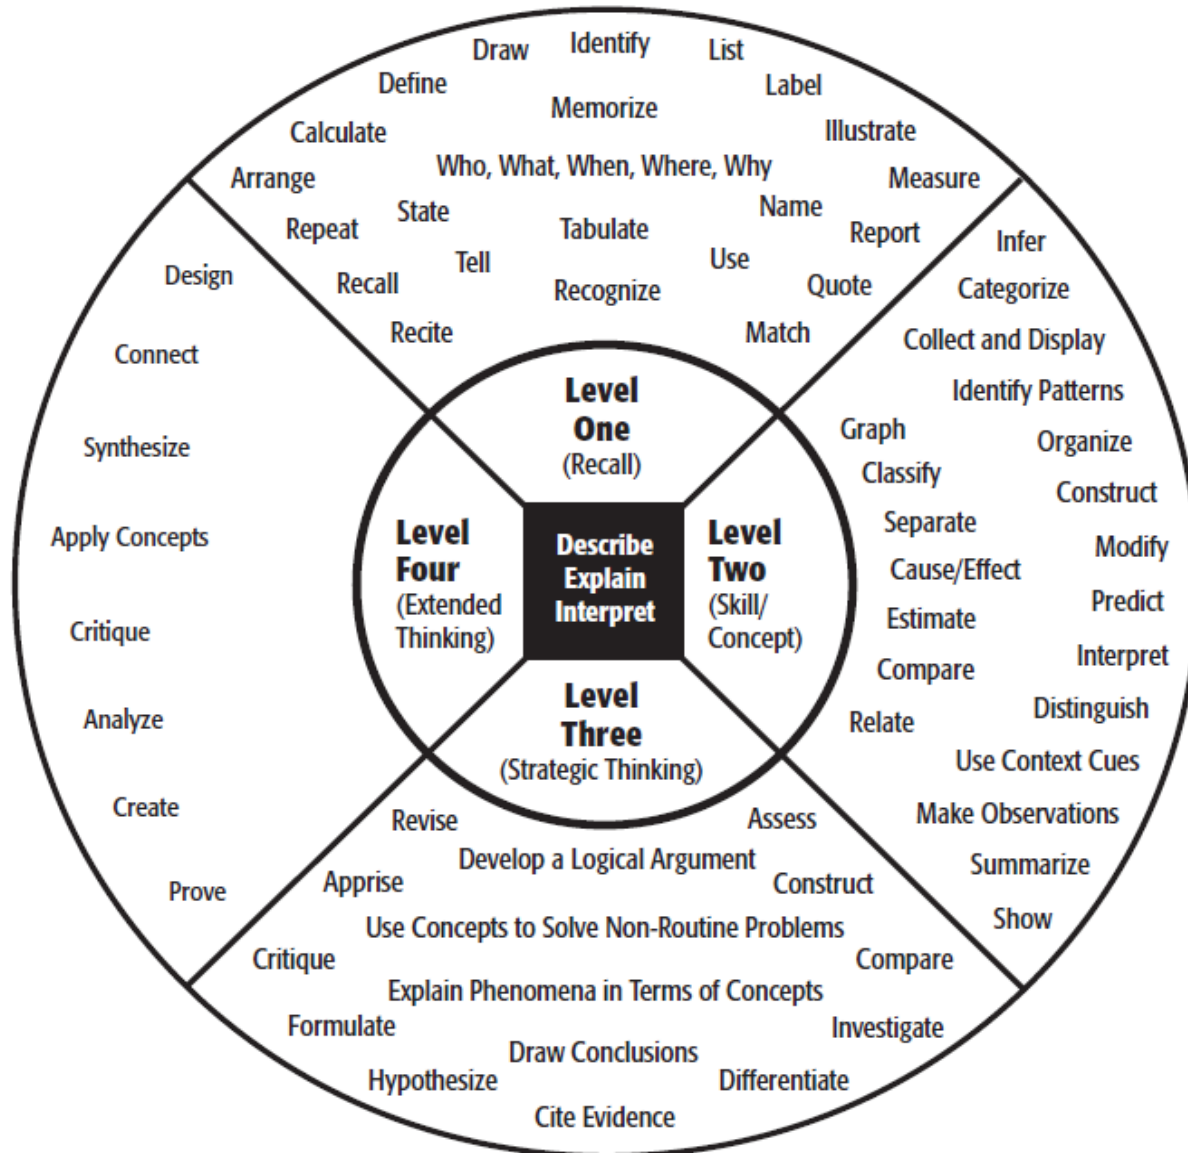 Draw
Identify
List
Define
Label
Memorize
Calculate
Illustrate
Who, What, When, Where, Why
Arrange
Measure
State
Name
Repeat
Tabulate
Report
Tell
Use
Recall
Recognize
Quote
Recite
Match
Level
One
(Recall)
Infer
Categorize
Collect and Display
Identify Patterns
Graph
Organize
Classify
Construct
Separate
Modify
Cause/Effect
Predict
Estimate
Interpret
Compare
Distinguish
Relate
Use Context Cues
Make Observations
Summarize
Show
Level
Two
(Skill/
Concept)
Describe
Explain
Interpret
Level
Three
(Strategic Thinking)
Revise
Assess
Develop a Logical Argument
Apprise
Construct
Use Concepts to Solve Non-Routine Problems
Critique
Compare
Explain Phenomena in Terms of Concepts
Formulate
Investigate
Draw Conclusions
Hypothesize
Differentiate
Cite Evidence
Level
Four
(Extended
Thinking)
Design
Connect
Synthesize
Apply Concepts
Critique
Analyze
Create
Prove